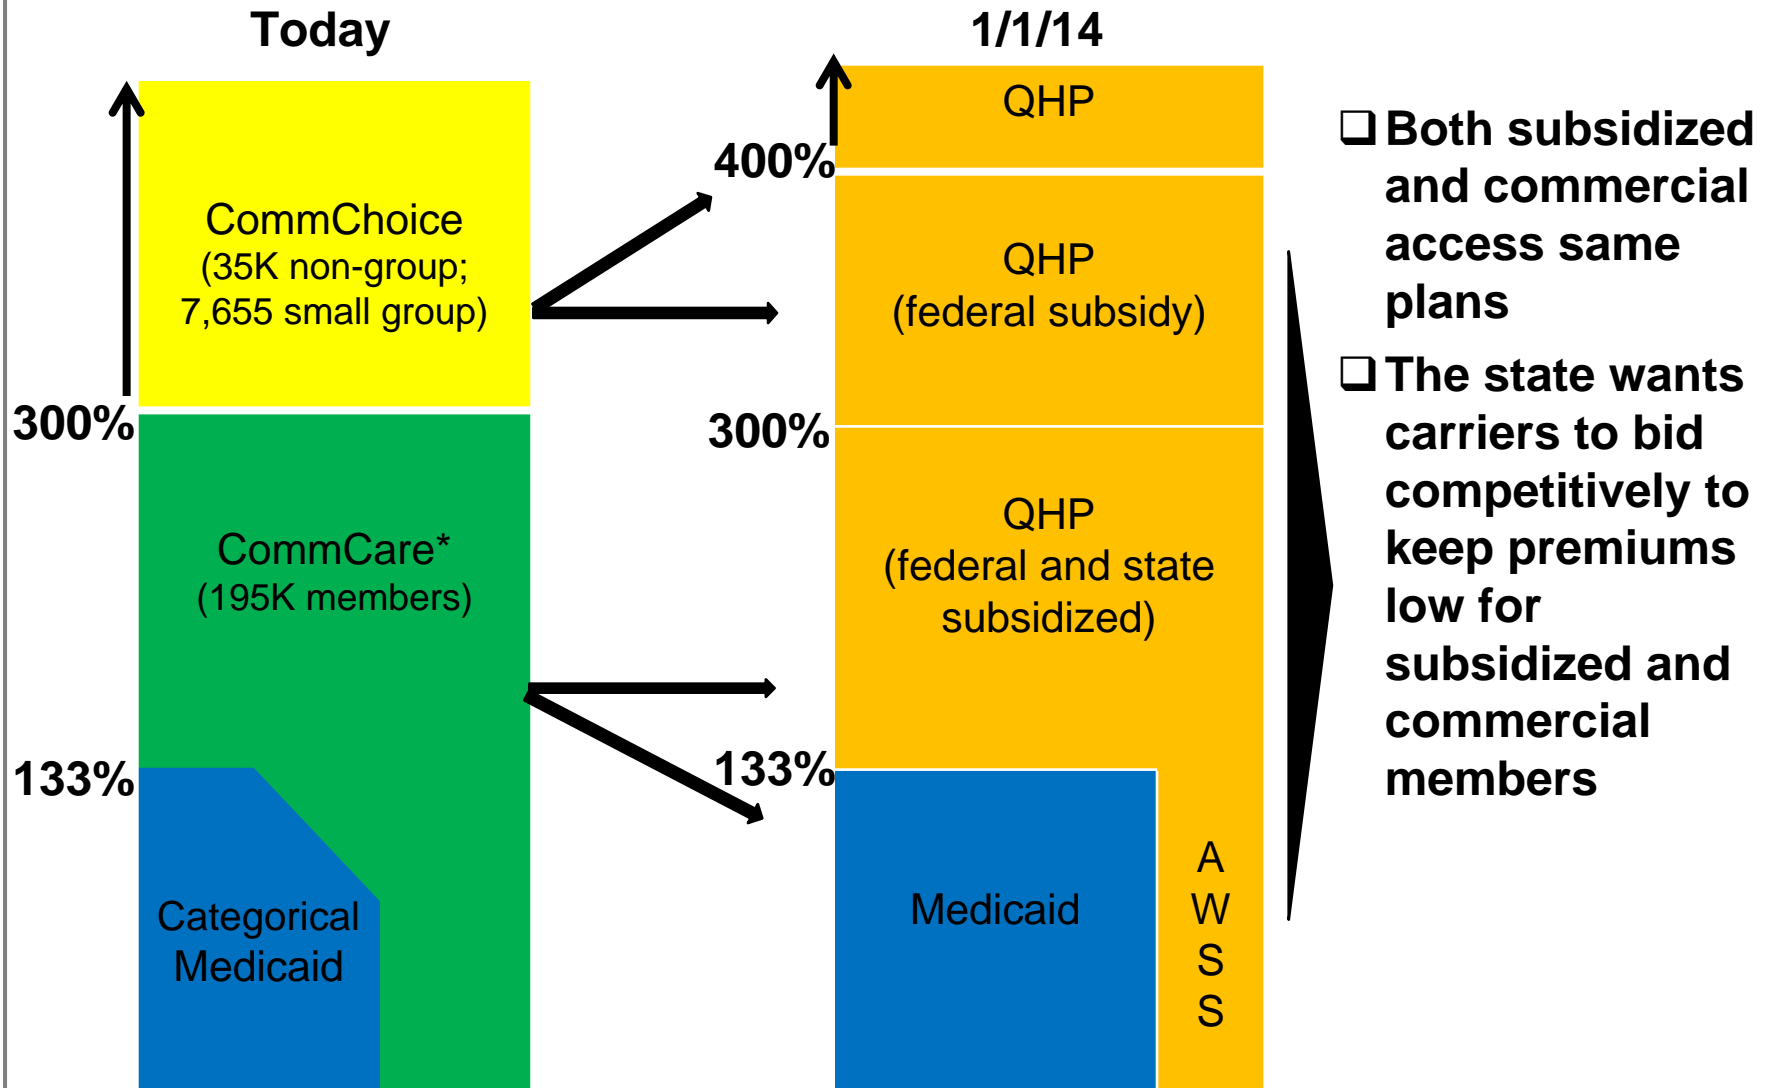 Today
CommChoice
(35K non-group;
7,655 small group)
300%
CommCare*
(195K members)
133%
Categorical
Medicaid
1/1/14
QHP
400%
QHP
(federal subsidy)
300%
QHP
(federal and state
subsidized)
133%
Medicaid
A
W
S
S
❑ Both subsidized
and commercial
access same
plans
❑ The state wants
carriers to bid
competitively to
keep premiums
low for
subsidized and
commercial
members